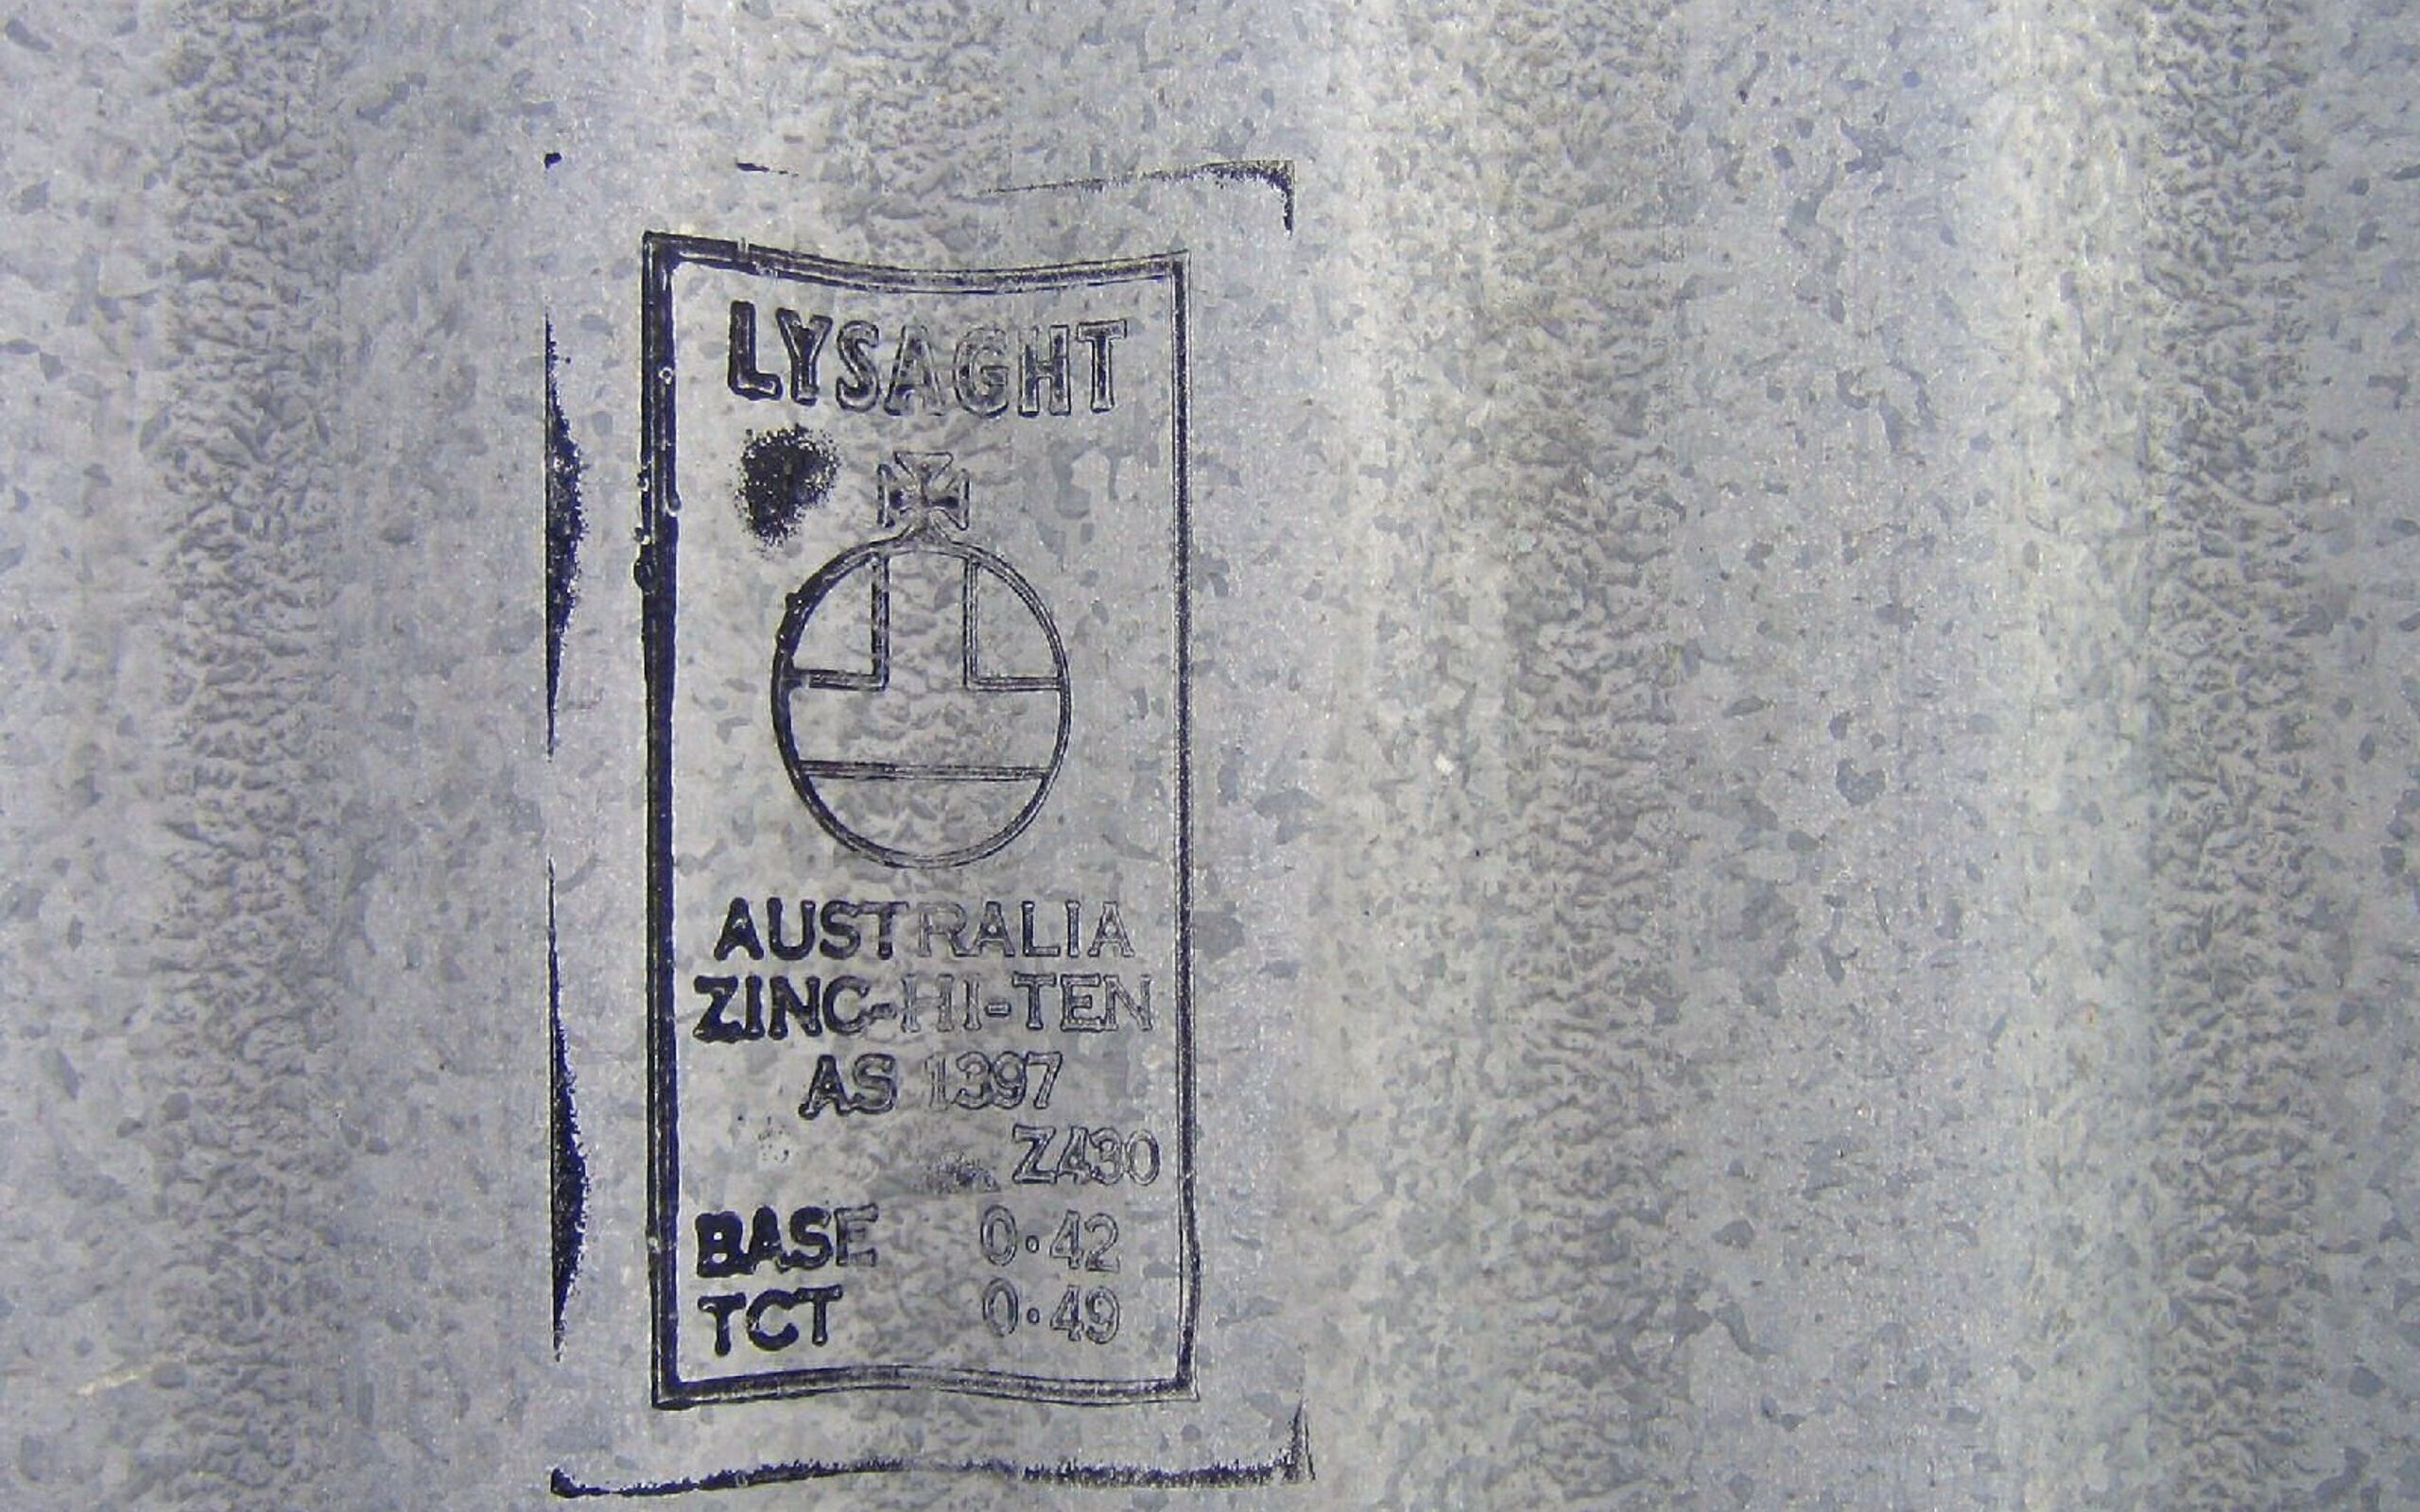 LYSAGHT
AUSTRALIA
ZINC-HI-TEN
AS 1397
Z430
BASE 0·42
TCT 0·49